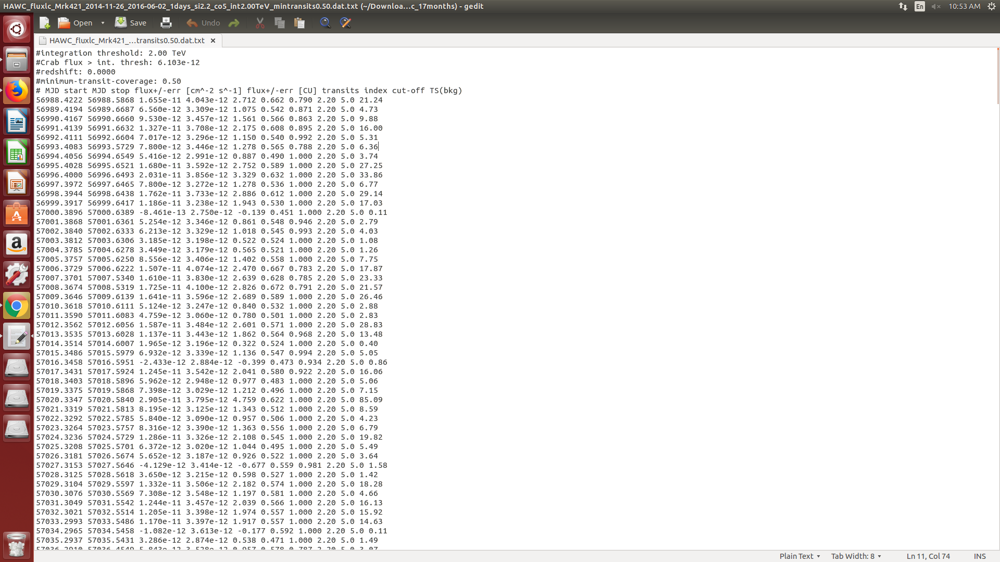 HAWC_fluxlc_Mrk421_2014-11-26_2016-06-02_1days_si2.2_co5_int2.00TeV_mintransits0.50.dat.txt (~/Downloa...c_17months) - gedit
En
10:53 AM
Open
Save
Undo
HAWC_fluxlc_Mrk421_...transits0.50.dat.txt ×
#integration threshold: 2.00 TeV
#Crab flux > int. thresh: 6.103e-12
#redshift: 0.0000
#minimum-transit-coverage: 0.50
# MJD start MJD stop flux+/-err [cm^-2 s^-1] flux+/-err [CU] transits index cut-off TS(bkg)
56988.4222 56988.5868 1.655e-11 4.043e-12 2.712 0.662 0.790 2.20 5.0 21.24
56989.4194 56989.6687 6.560e-12 3.309e-12 1.075 0.542 0.871 2.20 5.0 4.73
56990.4167 56990.6660 9.530e-12 3.457e-12 1.561 0.566 0.863 2.20 5.0 9.88
56991.4139 56991.6632 1.327e-11 3.708e-12 2.175 0.608 0.895 2.20 5.0 16.00
56992.4111 56992.6604 7.017e-12 3.296e-12 1.150 0.540 0.992 2.20 5.0 5.31
56993.4083 56993.5729 7.800e-12 3.446e-12 1.278 0.565 0.788 2.20 5.0 6.36
56994.4056 56994.6549 5.416e-12 2.991e-12 0.887 0.490 1.000 2.20 5.0 3.74
56995.4028 56995.6521 1.680e-11 3.592e-12 2.752 0.589 1.000 2.20 5.0 27.25
56996.4000 56996.6493 2.031e-11 3.856e-12 3.329 0.632 1.000 2.20 5.0 33.86
56997.3972 56997.6465 7.800e-12 3.272e-12 1.278 0.536 1.000 2.20 5.0 6.77
56998.3944 56998.6438 1.762e-11 3.733e-12 2.886 0.612 1.000 2.20 5.0 29.14
56999.3917 56999.6417 1.186e-11 3.238e-12 1.943 0.530 1.000 2.20 5.0 17.03
57000.3896 57000.6389 -8.461e-13 2.750e-12 -0.139 0.451 1.000 2.20 5.0 0.11
57001.3868 57001.6361 5.254e-12 3.346e-12 0.861 0.548 0.946 2.20 5.0 2.79
57002.3840 57002.6333 6.213e-12 3.329e-12 1.018 0.545 0.993 2.20 5.0 4.03
57003.3812 57003.6306 3.185e-12 3.198e-12 0.522 0.524 1.000 2.20 5.0 1.08
57004.3785 57004.6278 3.449e-12 3.179e-12 0.565 0.521 1.000 2.20 5.0 1.26
57005.3757 57005.6250 8.556e-12 3.406e-12 1.402 0.558 1.000 2.20 5.0 7.75
57006.3729 57006.6222 1.507e-11 4.074e-12 2.470 0.667 0.783 2.20 5.0 17.87
57007.3701 57007.5340 1.610e-11 3.830e-12 2.639 0.628 0.785 2.20 5.0 23.33
57008.3674 57008.5319 1.725e-11 4.100e-12 2.826 0.672 0.791 2.20 5.0 21.57
57009.3646 57009.6139 1.641e-11 3.596e-12 2.689 0.589 1.000 2.20 5.0 26.46
57010.3618 57010.6111 5.124e-12 3.247e-12 0.840 0.532 1.000 2.20 5.0 2.88
57011.3590 57011.6083 4.759e-12 3.060e-12 0.780 0.501 1.000 2.20 5.0 2.83
57012.3562 57012.6056 1.587e-11 3.484e-12 2.601 0.571 1.000 2.20 5.0 28.83
57013.3535 57013.6028 1.137e-11 3.443e-12 1.862 0.564 0.968 2.20 5.0 13.48
57014.3514 57014.6007 1.965e-12 3.196e-12 0.322 0.524 1.000 2.20 5.0 0.40
57015.3486 57015.5979 6.932e-12 3.339e-12 1.136 0.547 0.994 2.20 5.0 5.05
57016.3458 57016.5951 -2.433e-12 2.884e-12 -0.399 0.473 0.934 2.20 5.0 0.86
57017.3431 57017.5924 1.245e-11 3.542e-12 2.041 0.580 0.922 2.20 5.0 16.06
57018.3403 57018.5896 5.962e-12 2.948e-12 0.977 0.483 1.000 2.20 5.0 5.06
57019.3375 57019.5868 7.398e-12 3.029e-12 1.212 0.496 1.000 2.20 5.0 7.15
57020.3347 57020.5840 2.905e-11 3.795e-12 4.759 0.622 1.000 2.20 5.0 85.09
57021.3319 57021.5813 8.195e-12 3.125e-12 1.343 0.512 1.000 2.20 5.0 8.59
57022.3292 57022.5785 5.840e-12 3.090e-12 0.957 0.506 1.000 2.20 5.0 4.23
57023.3264 57023.5757 8.316e-12 3.390e-12 1.363 0.556 1.000 2.20 5.0 6.79
57024.3236 57024.5729 1.286e-11 3.326e-12 2.108 0.545 1.000 2.20 5.0 19.82
57025.3208 57025.5701 6.372e-12 3.020e-12 1.044 0.495 1.000 2.20 5.0 5.49
57026.3181 57026.5674 5.652e-12 3.187e-12 0.926 0.522 1.000 2.20 5.0 3.64
57027.3153 57027.5646 -4.129e-12 3.414e-12 -0.677 0.559 0.981 2.20 5.0 1.58
57028.3125 57028.5618 3.650e-12 3.215e-12 0.598 0.527 1.000 2.20 5.0 1.42
57029.3104 57029.5597 1.332e-11 3.506e-12 2.182 0.574 1.000 2.20 5.0 18.28
57030.3076 57030.5569 7.308e-12 3.548e-12 1.197 0.581 1.000 2.20 5.0 4.66
57031.3049 57031.5542 1.244e-11 3.457e-12 2.039 0.566 1.000 2.20 5.0 16.13
57032.3021 57032.5514 1.205e-11 3.398e-12 1.974 0.557 1.000 2.20 5.0 15.92
57033.2993 57033.5486 1.170e-11 3.397e-12 1.917 0.557 1.000 2.20 5.0 14.63
57034.2965 57034.5458 -1.082e-12 3.613e-12 -0.177 0.592 1.000 2.20 5.0 0.11
57035.2937 57035.5431 3.286e-12 2.874e-12 0.538 0.471 1.000 2.20 5.0 1.49
57036.2910 57036.4549 5.843e-12 3.528e-12 0.957 0.578 0.787 2.20 5.0 3.07
Plain Text
Tab Width: 8
Ln 11, Col 74
INS